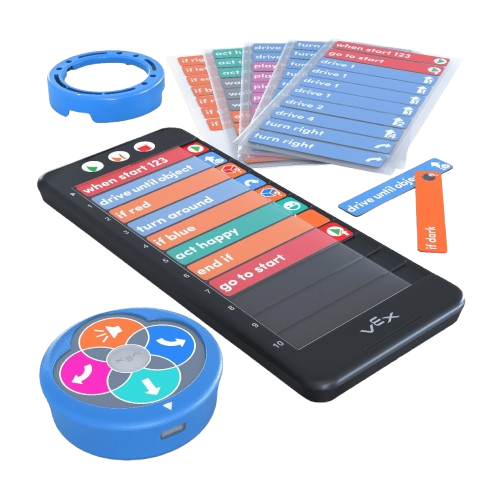 when start 123
go to start
drive 1
drive 1
drive 1
drive 1
drive 2
drive 4
turn right
turn right
when start 123
drive until object
if red
turn around
if blue
act happy
end if
go to start
1
2
3
4
5
6
7
8
9
10
VEX
drive until object
if dark